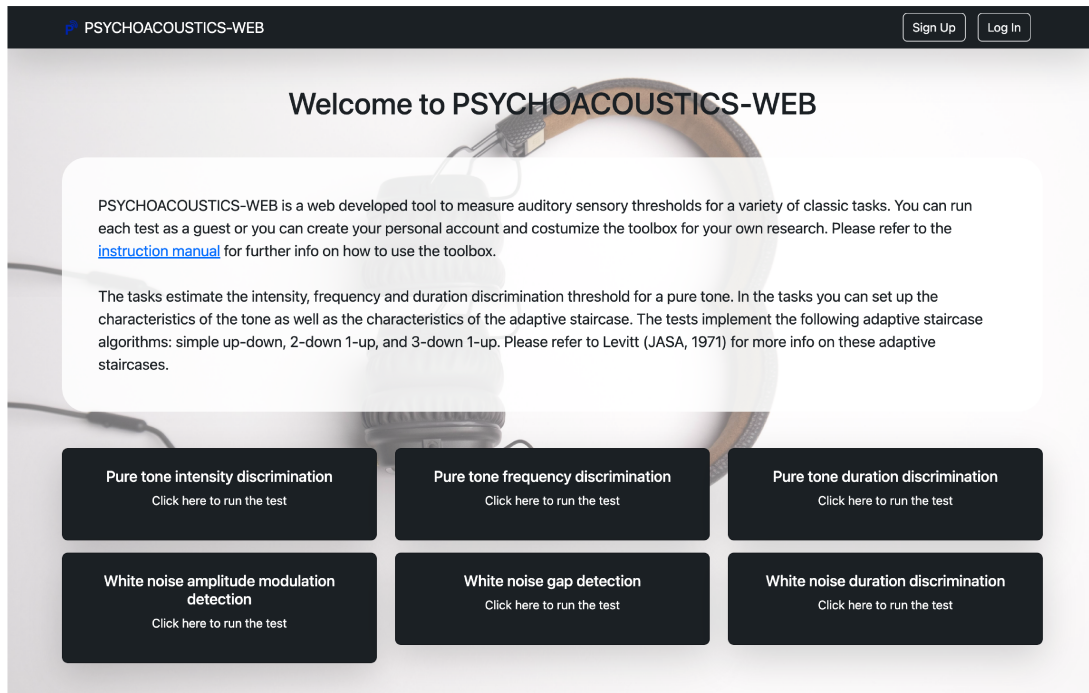 PSYCHOACOUSTICS-WEB
Sign Up
Log In
Welcome to PSYCHOACOUSTICS-WEB
PSYCHOACOUSTICS-WEB is a web developed tool to measure auditory sensory thresholds for a variety of classic tasks. You can run
each test as a guest or you can create your personal account and costumize the toolbox for your own research. Please refer to the
instruction manual for further info on how to use the toolbox.
The tasks estimate the intensity, frequency and duration discrimination threshold for a pure tone. In the tasks you can set up the
characteristics of the tone as well as the characteristics of the adaptive staircase. The tests implement the following adaptive staircase
algorithms: simple up-down, 2-down 1-up, and 3-down 1-up. Please refer to Levitt (JASA, 1971) for more info on these adaptive
staircases.
Pure tone intensity discrimination
Click here to run the test
Pure tone frequency discrimination
Click here to run the test
Pure tone duration discrimination
Click here to run the test
White noise amplitude modulation
detection
Click here to run the test
White noise gap detection
Click here to run the test
White noise duration discrimination
Click here to run the test